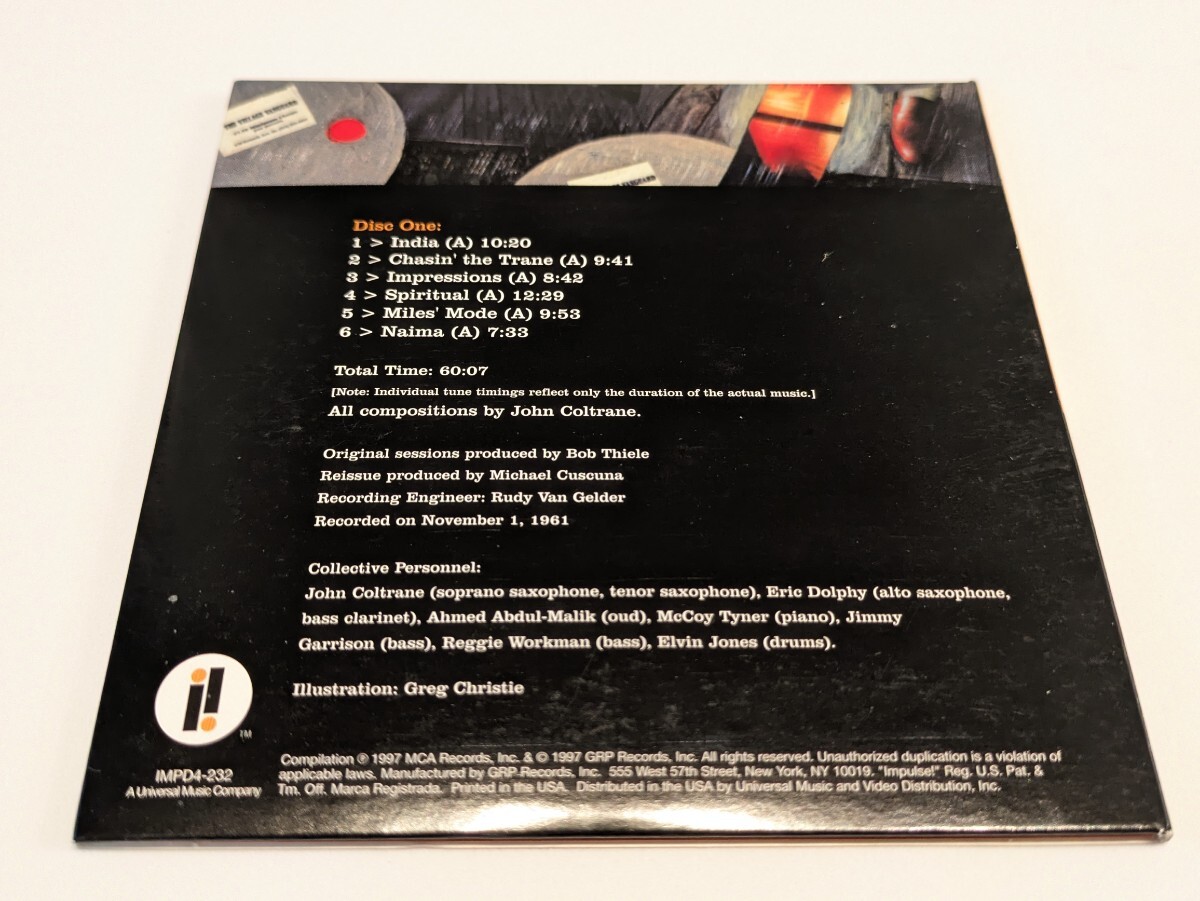 THE VILLAGE VANGUARD
Disc One:
1 > India (A) 10:20
2 > Chasin' the Trane (A) 9:41
3 > Impressions (A) 8:42
4 > Spiritual (A) 12:29
5 > Miles' Mode (A) 9:53
6 > Naima (A) 7:33
Total Time: 60:07
[Note: Individual tune timings reflect only the duration of the actual music.]
All compositions by John Coltrane.
Original sessions produced by Bob Thiele
Reissue produced by Michael Cuscuna
Recording Engineer: Rudy Van Gelder
Recorded on November 1, 1961
Collective Personnel:
John Coltrane (soprano saxophone, tenor saxophone), Eric Dolphy (alto saxophone,
bass clarinet), Ahmed Abdul-Malik (oud), McCoy Tyner (piano), Jimmy
Garrison (bass), Reggie Workman (bass), Elvin Jones (drums).
Illustration: Greg Christie
i!
TM
IMPD4-232
A Universal Music Company
Compilation ℗ 1997 MCA Records, Inc. & © 1997 GRP Records, Inc. All rights reserved. Unauthorized duplication is a violation of
applicable laws. Manufactured by GRP Records, Inc. 555 West 57th Street, New York, NY 10019. "Impulse!" Reg. U.S. Pat. &
Tm. Off. Marca Registrada. Printed in the USA. Distributed in the USA by Universal Music and Video Distribution, Inc.